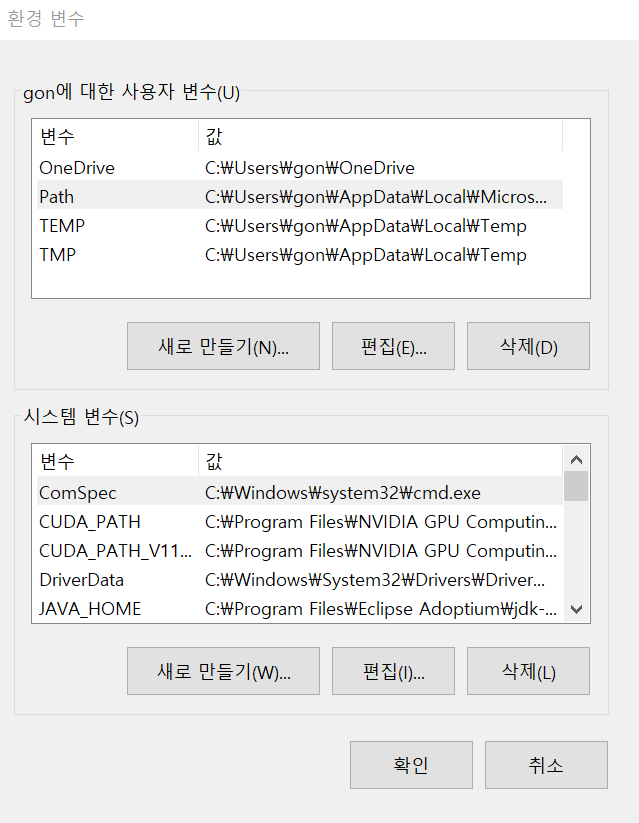 환경 변수
gon에 대한 사용자 변수(U)
변수 값
OneDrive C:₩Users₩gon₩OneDrive
Path C:₩Users₩gon₩AppData₩Local₩Micros...
TEMP C:₩Users₩gon₩AppData₩Local₩Temp
TMP C:₩Users₩gon₩AppData₩Local₩Temp
새로 만들기(N)... 편집(E)... 삭제(D)
시스템 변수(S)
변수 값
ComSpec C:₩Windows₩system32₩cmd.exe
CUDA_PATH C:₩Program Files₩NVIDIA GPU Computin...
CUDA_PATH_V11... C:₩Program Files₩NVIDIA GPU Computin...
DriverData C:₩Windows₩System32₩Drivers₩Driver...
JAVA_HOME C:₩Program Files₩Eclipse Adoptium₩jdk-...
새로 만들기(W)... 편집(I)... 삭제(L)
확인 취소